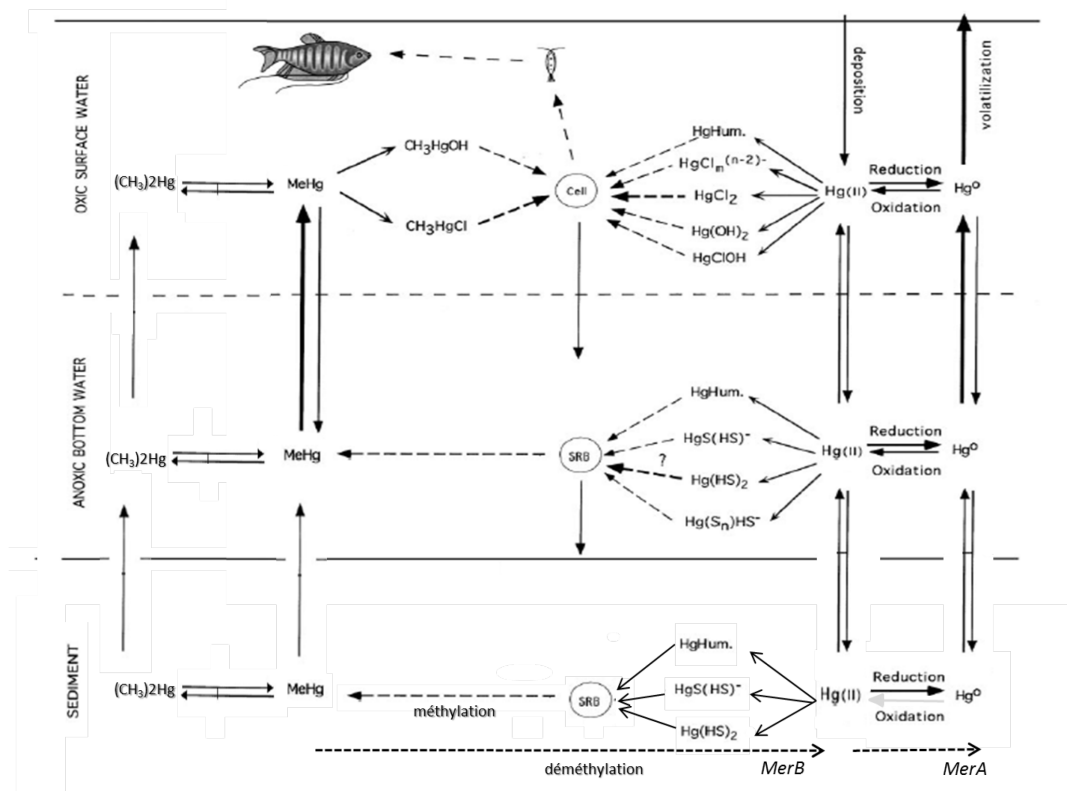 OXIC SURFACE WATER
deposition
volatilization
CH3HgOH
HgHum.
HgClm(n-2)-
(CH3)2Hg
MeHg
Cell
HgCl2
Hg(II)
Reduction
Oxidation
Hg0
CH3HgCl
Hg(OH)2
HgClOH
ANOXIC BOTTOM WATER
HgHum.
HgS(HS)-
(CH3)2Hg
MeHg
SRB
?
Hg(HS)2
Hg(II)
Reduction
Oxidation
Hg0
Hg(Sn)HS-
SEDIMENT
HgHum.
(CH3)2Hg
MeHg
méthylation
SRB
HgS(HS)-
Hg(II)
Reduction
Oxidation
Hg0
Hg(HS)2
déméthylation
MerB
MerA